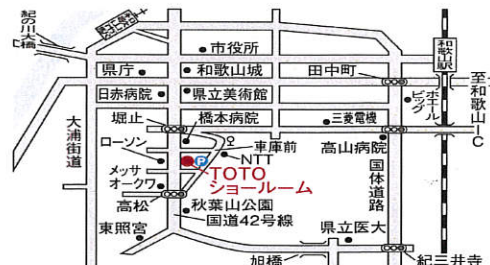 紀の川大橋
市役所
和歌山駅
県庁
和歌山城
田中町
至和歌山IC
日赤病院
県立美術館
ビッグ
ホエール
大浦街道
堀止
橋本病院
三菱電機
ローソン
車庫前
高山病院
P
NTT
メッサ
オークワ
TOTO
ショールーム
国体道路
高松
秋葉山公園
国道42号線
東照宮
県立医大
旭橋
紀三井寺